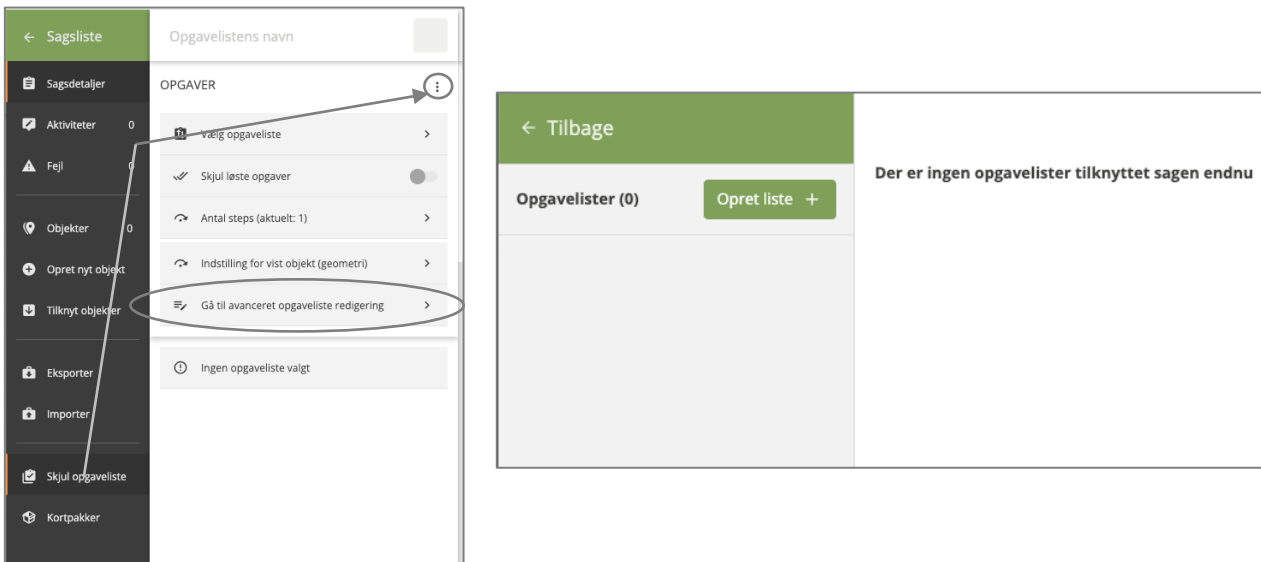 ← Sagsliste
Sagsdetaljer
Aktiviteter 0
Fejl 0
Objekter 0
Opret nyt objekt
Tilknyt objekter
Eksporter
Importer
Skjul opgaveliste
Kortpakker
Opgavelistens navn
OPGAVER
Vælg opgaveliste
Skjul løste opgaver
Antal steps (aktuelt: 1)
Indstilling for vist objekt (geometri)
Gå til avanceret opgaveliste redigering
Ingen opgaveliste valgt
← Tilbage
Opgavelister (0) Opret liste +
Der er ingen opgavelister tilknyttet sagen endnu